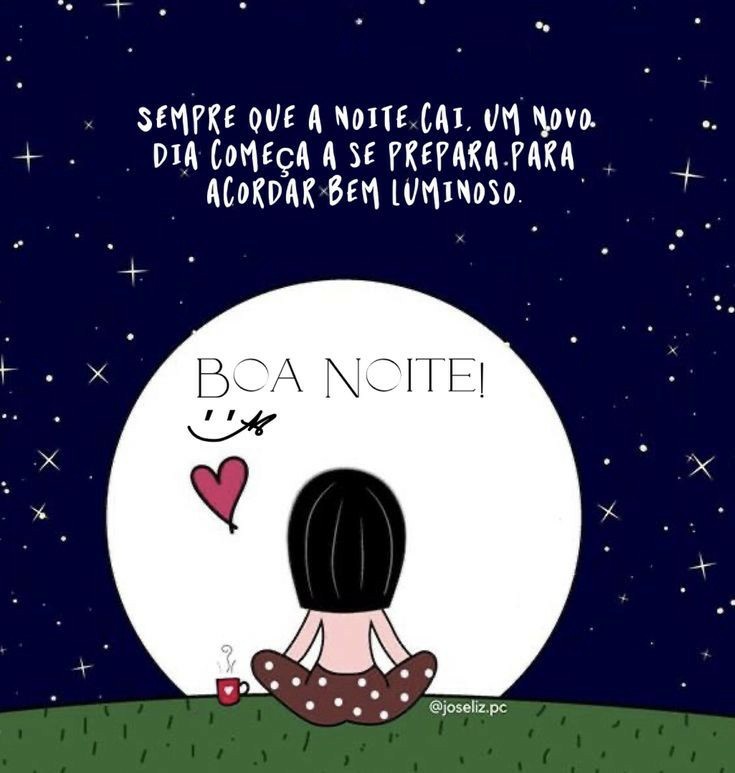 SEMPRE QUE A NOITE CAI, UM NOVO
DIA COMEÇA A SE PREPARA PARA
ACORDAR BEM LUMINOSO.
BOA NOITE!
@joseliz.pc